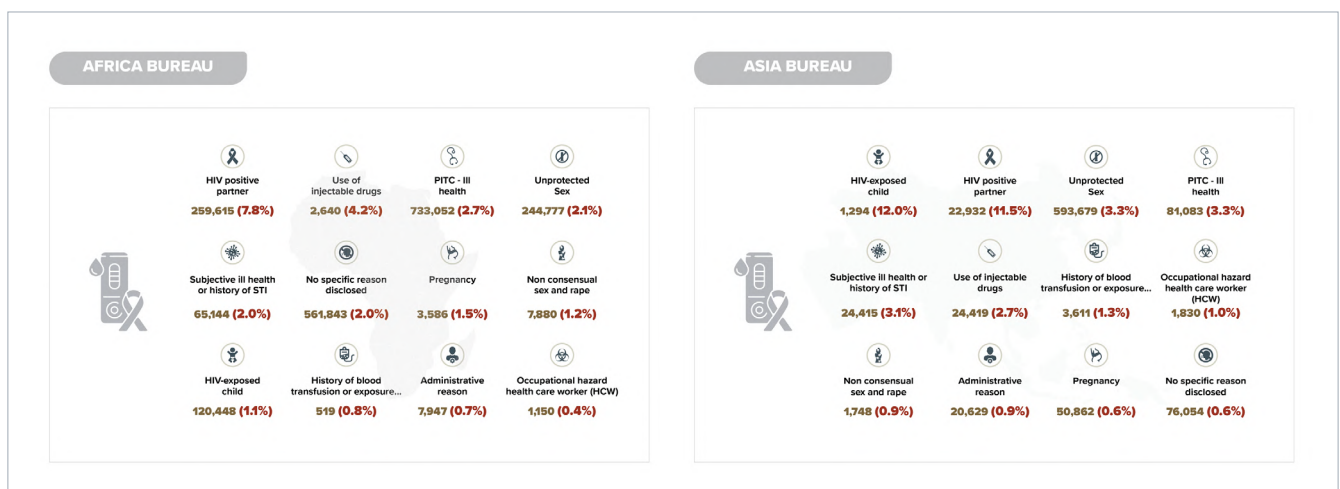 AFRICA BUREAU
HIV positive
partner
259,615 (7.8%)
Use of
injectable drugs
2,640 (4.2%)
PITC - Ill
health
733,052 (2.7%)
Unprotected
Sex
244,777 (2.1%)
Subjective ill health
or history of STI
65,144 (2.0%)
No specific reason
disclosed
561,843 (2.0%)
Pregnancy
3,586 (1.5%)
Non consensual
sex and rape
7,880 (1.2%)
HIV-exposed
child
120,448 (1.1%)
History of blood
transfusion or exposure...
519 (0.8%)
Administrative
reason
7,947 (0.7%)
Occupational hazard
health care worker (HCW)
1,150 (0.4%)
ASIA BUREAU
HIV-exposed
child
1,294 (12.0%)
HIV positive
partner
22,932 (11.5%)
Unprotected
Sex
593,679 (3.3%)
PITC - Ill
health
81,083 (3.3%)
Subjective ill health or
history of STI
24,415 (3.1%)
Use of injectable
drugs
24,419 (2.7%)
History of blood
transfusion or exposure...
3,611 (1.3%)
Occupational hazard
health care worker
(HCW)
1,830 (1.0%)
Non consensual
sex and rape
1,748 (0.9%)
Administrative
reason
20,629 (0.9%)
Pregnancy
50,862 (0.6%)
No specific reason
disclosed
76,054 (0.6%)